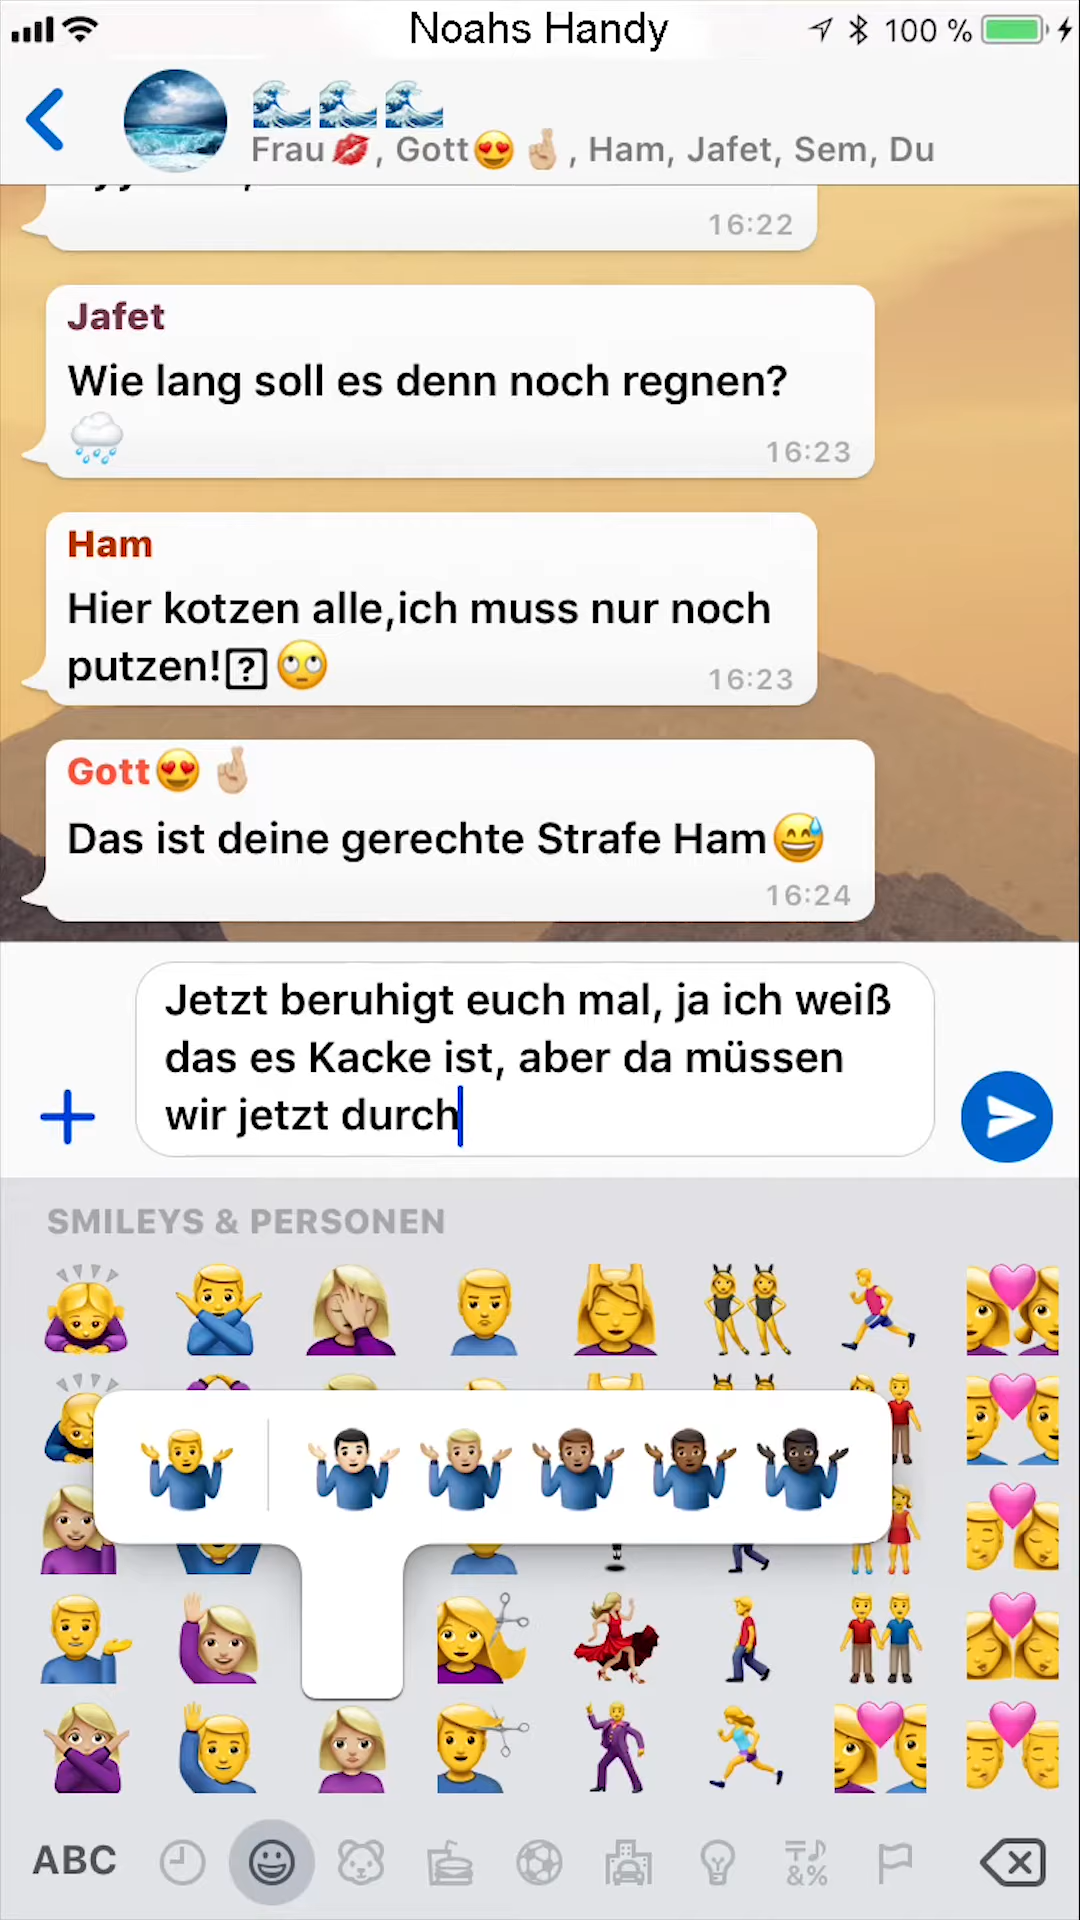 Noahs Handy
100 %
Frau💋, Gott😍🤞🏼, Ham, Jafet, Sem, Du
16:22
Jafet
Wie lang soll es denn noch regnen?
🌧️
16:23
Ham
Hier kotzen alle,ich muss nur noch
putzen!⍰🙄
16:23
Gott😍🤞🏼
Das ist deine gerechte Strafe Ham😅
16:24
Jetzt beruhigt euch mal, ja ich weiß
das es Kacke ist, aber da müssen
wir jetzt durch
SMILEYS & PERSONEN
ABC
&%